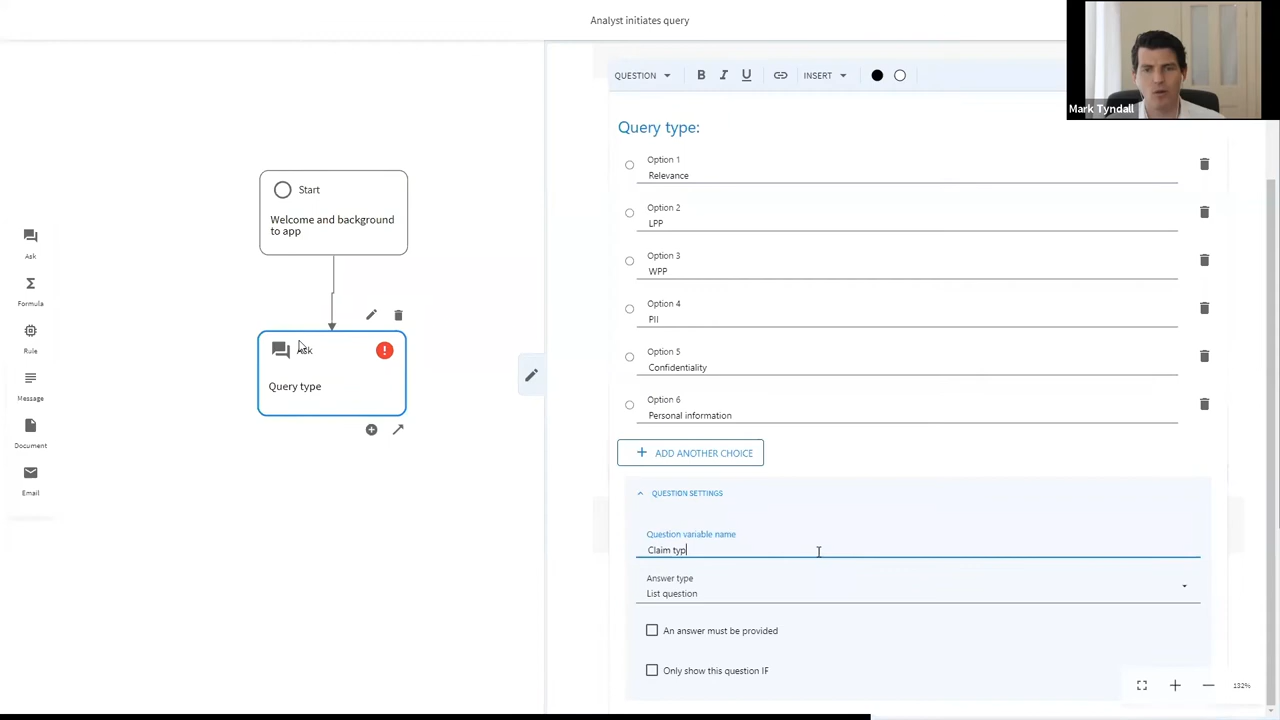 Analyst initiates query
Mark Tyndall
QUESTION
B I U
INSERT
Query type:
Option 1
Relevance
Option 2
LPP
Option 3
WPP
Option 4
PII
Option 5
Confidentiality
Option 6
Personal information
+ ADD ANOTHER CHOICE
QUESTION SETTINGS
Question variable name
Claim typ
Answer type
List question
An answer must be provided
Only show this question IF
132%
Start
Welcome and background
to app
Ask
Query type
Ask
Formula
Rule
Message
Document
Email